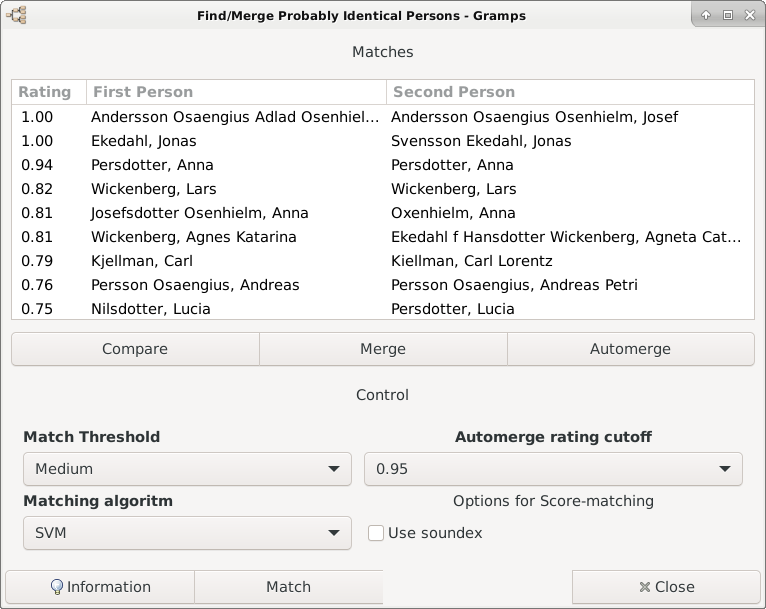 Find/Merge Probably Identical Persons - Gramps
Matches
Rating First Person Second Person
1.00 Andersson Osaengius Adlad Osenhiel... Andersson Osaengius Osenhielm, Josef
1.00 Ekedahl, Jonas Svensson Ekedahl, Jonas
0.94 Persdotter, Anna Persdotter, Anna
0.82 Wickenberg, Lars Wickenberg, Lars
0.81 Josefsdotter Osenhielm, Anna Oxenhielm, Anna
0.81 Wickenberg, Agnes Katarina Ekedahl f Hansdotter Wickenberg, Agneta Cat...
0.79 Kjellman, Carl Kiellman, Carl Lorentz
0.76 Persson Osaengius, Andreas Persson Osaengius, Andreas Petri
0.75 Nilsdotter, Lucia Persdotter, Lucia
Compare Merge Automerge
Control
Match Threshold Automerge rating cutoff
Medium 0.95
Matching algoritm Options for Score-matching
SVM Use soundex
Information Match Close